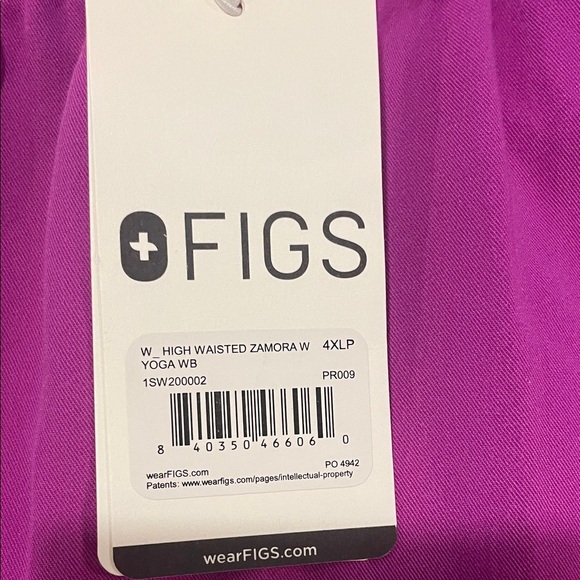 FIGS
W_ HIGH WAISTED ZAMORA W 4XLP
YOGA WB
1SW200002 PR009
8 40350 46606 0
wearFIGS.com PO 4942
Patents: www.wearfigs.com/pages/intellectual-property
wearFIGS.com